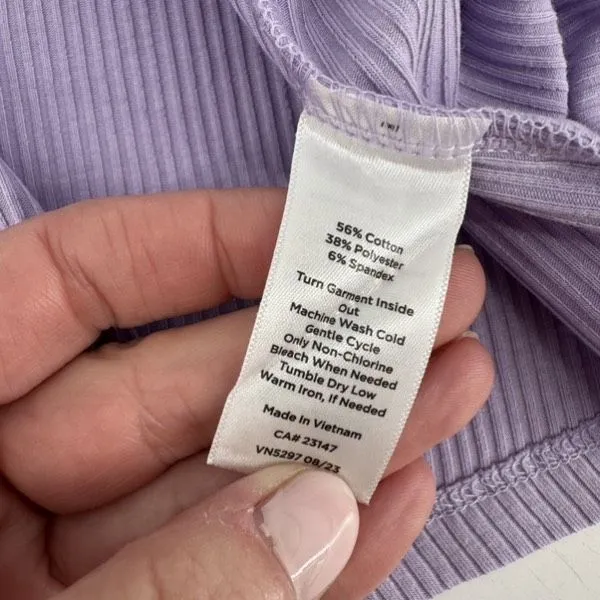 56% Cotton
38% Polyester
6% Spandex
Turn Garment Inside
Out
Machine Wash Cold
Gentle Cycle
Only Non-Chlorine
Bleach When Needed
Tumble Dry Low
Warm Iron, If Needed
Made in Vietnam
CA# 23147
VN5297 08/23